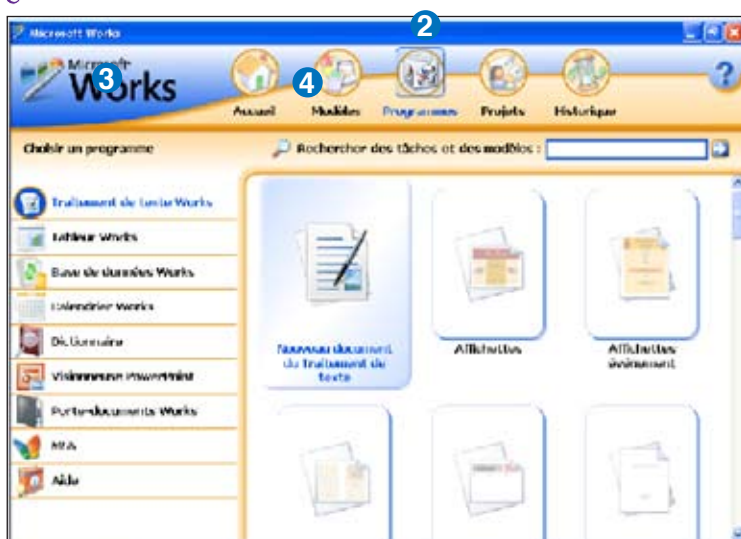 2
Microsoft Works
Microsoft
3
Works
4
Accueil Modèles Programmes Projets Historique
?
Choisir un programme
Rechercher des tâches et des modèles :
Traitement de texte Works
Tableur Works
Base de données Works
Calendrier Works
Dictionnaire
Visionneuse PowerPoint
Porte-documents Works
MSN
Aide
Nouveau document
du Traitement de
texte
Affichettes
Affichettes
événement